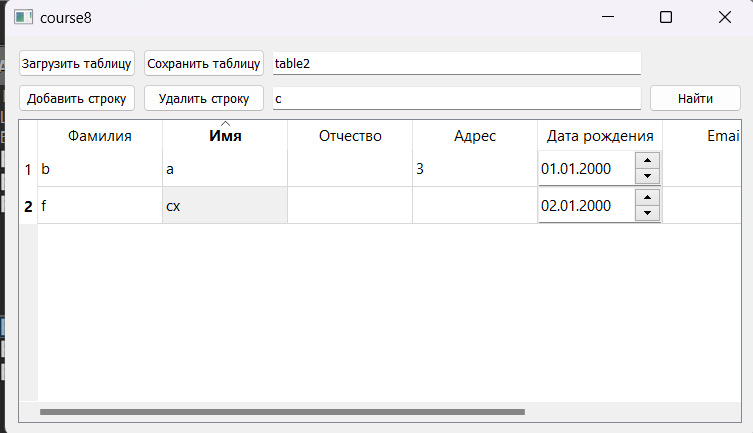 course8
Загрузить таблицу Сохранить таблицу table2
Добавить строку Удалить строку c Найти
Фамилия Имя Отчество Адрес Дата рождения Emai
1 b a 3 01.01.2000
2 f cx 02.01.2000